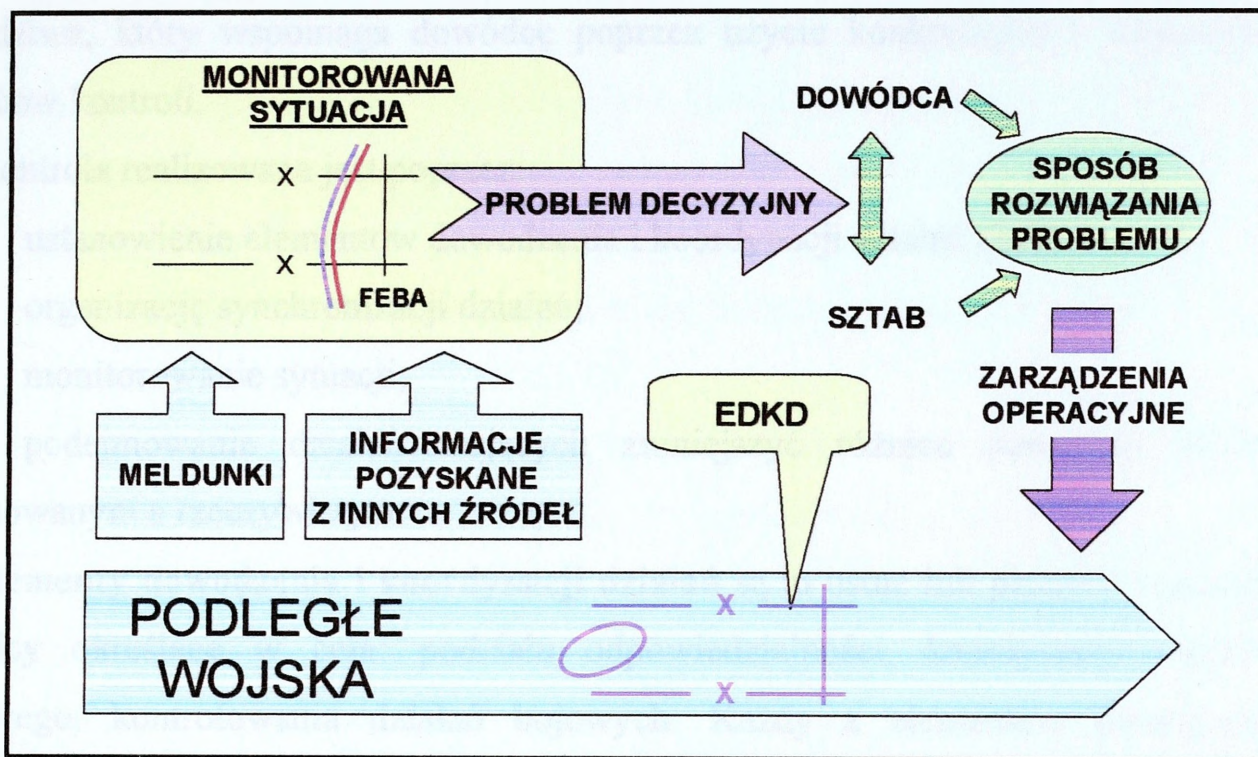 MONITOROWANA
SYTUACJA
X
X
FEBA
PROBLEM DECYZYJNY
DOWÓDCA
SZTAB
SPOSÓB
ROZWIĄZANIA
PROBLEMU
MELDUNKI
INFORMACJE
POZYSKANE
Z INNYCH ŹRÓDEŁ
EDKD
ZARZĄDZENIA
OPERACYJNE
PODLEGŁE
WOJSKA
X
X